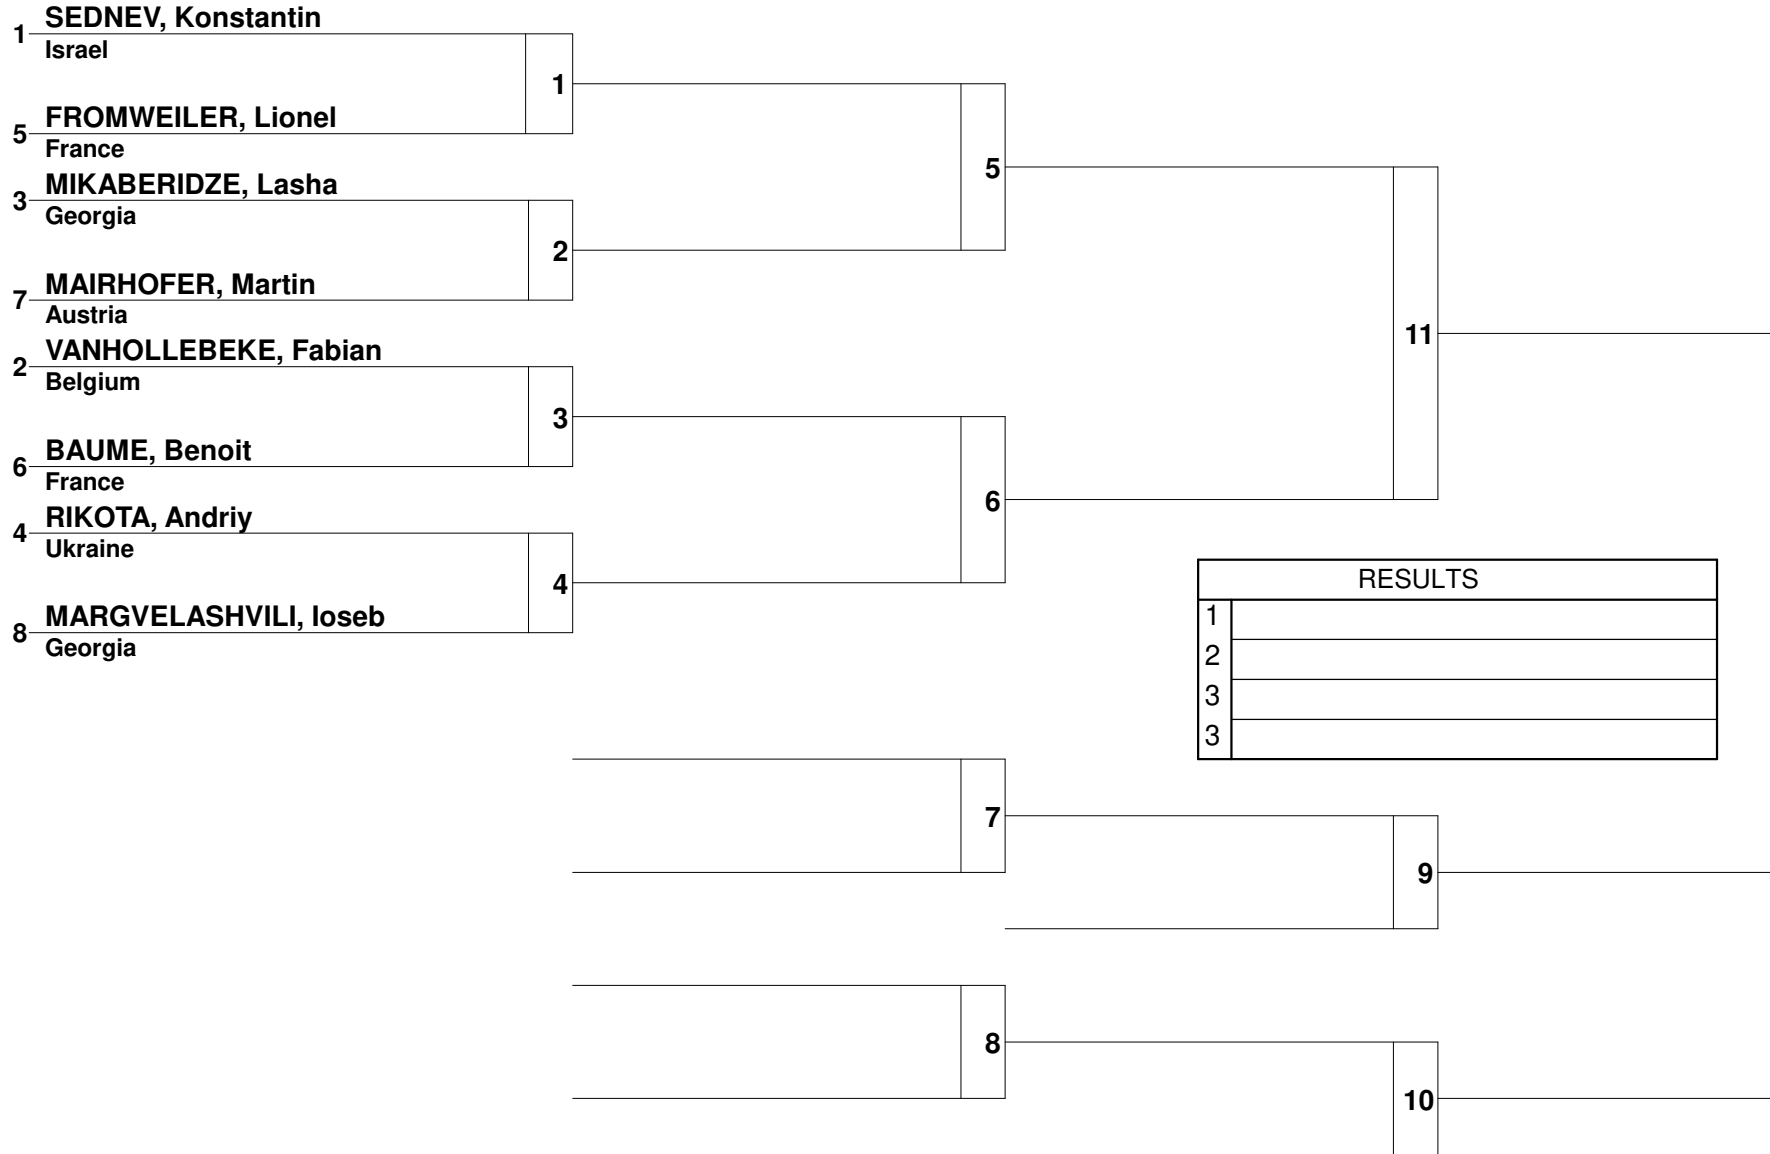 SEDNEV, Konstantin
1
Israel
1
FROMWEILER, Lionel
5
France
5
MIKABERIDZE, Lasha
3
Georgia
2
MAIRHOFER, Martin
7
Austria
11
VANHOLLEBEKE, Fabian
2
Belgium
3
BAUME, Benoit
6
France
6
RIKOTA, Andriy
4
Ukraine
4
MARGVELASHVILI, Ioseb
8
Georgia
RESULTS
1
2
3
3
7
9
8
10